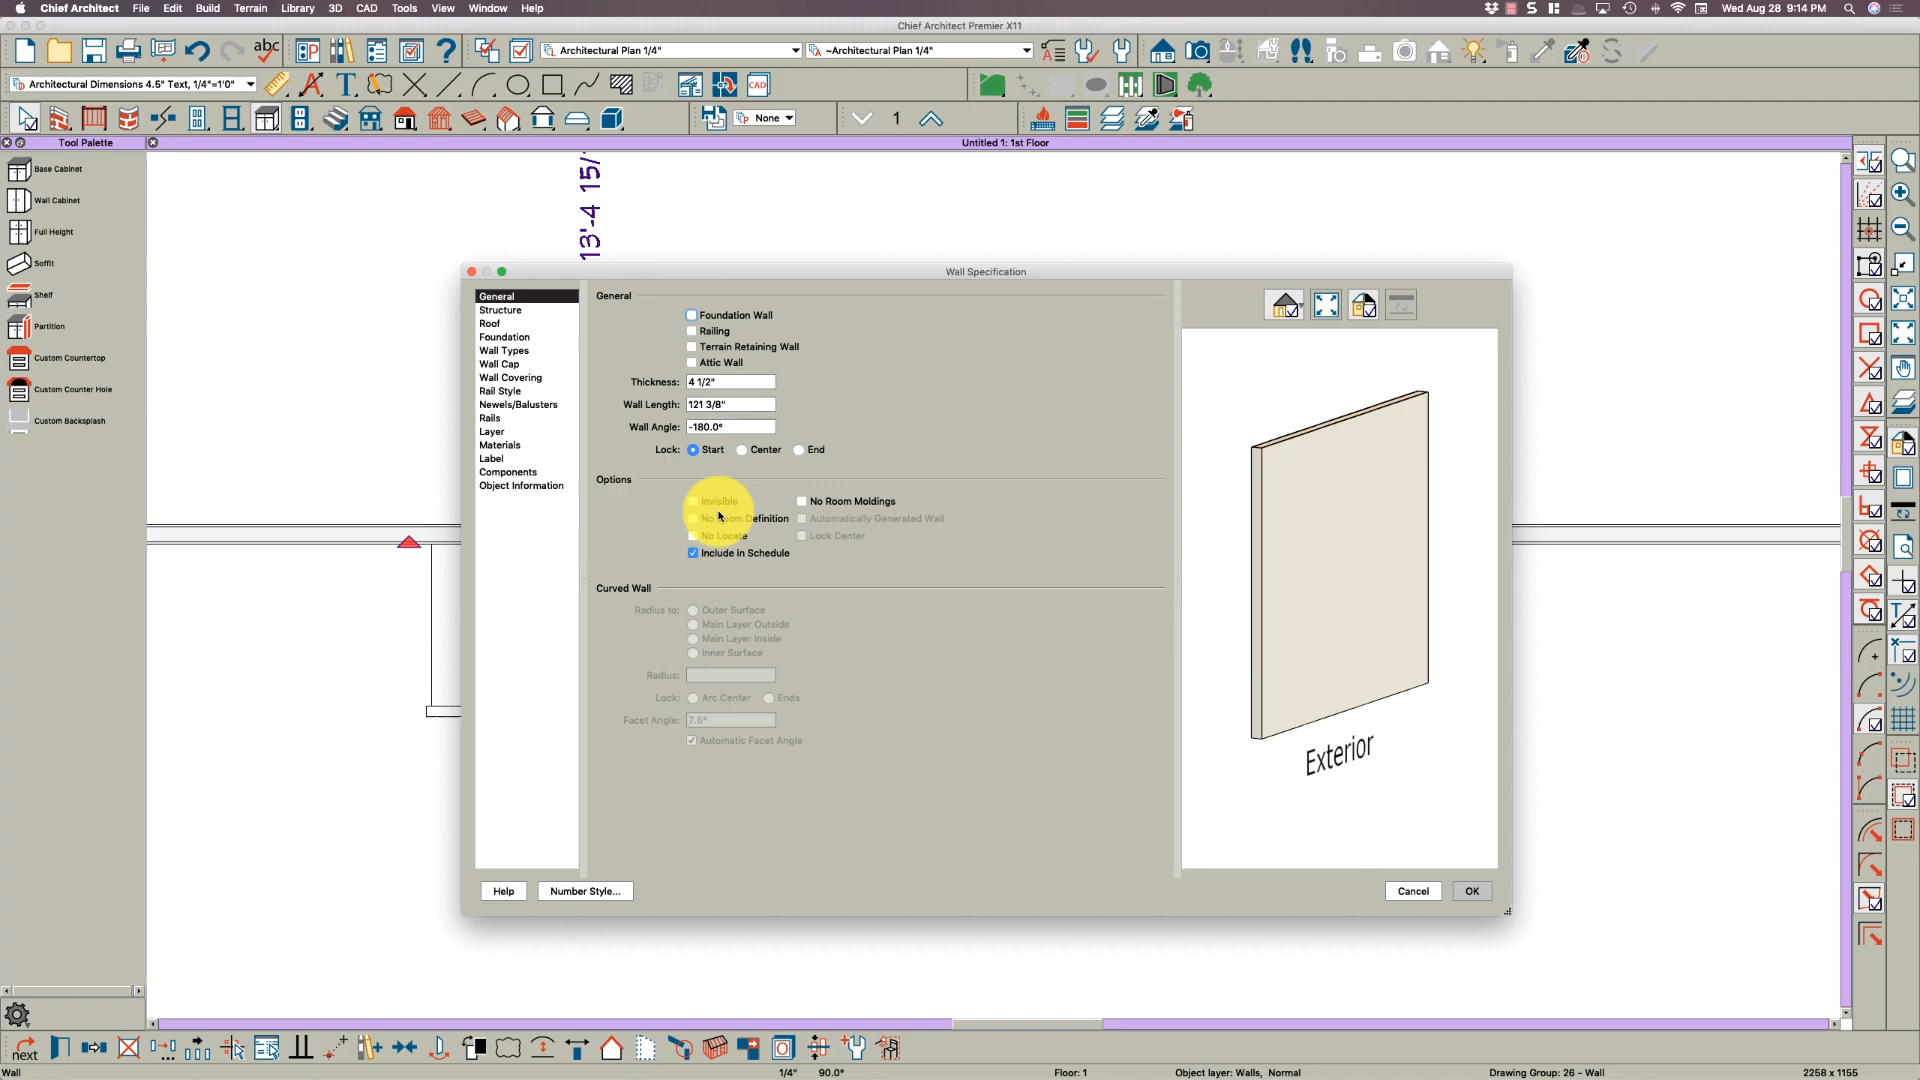 Chief Architect File Edit Build Terrain Library 3D CAD Tools View Window Help Wed Aug 28 9:14 PM
Chief Architect Premier X11
abc Architectural Plan 1/4" ~Architectural Plan 1/4"
Architectural Dimensions 4.5" Text, 1/4"=1'0" CAD
None 1
Tool Palette Untitled 1: 1st Floor
Base Cabinet
Wall Cabinet
Full Height
Soffit
Shelf
Partition
Custom Countertop
Custom Counter Hole
Custom Backsplash
13'-4 15/
Wall Specification
General
Structure
Roof
Foundation
Wall Types
Wall Cap
Wall Covering
Rail Style
Newels/Balusters
Rails
Layer
Materials
Label
Components
Object Information
General
Foundation Wall
Railing
Terrain Retaining Wall
Attic Wall
Thickness: 4 1/2"
Wall Length: 121 3/8"
Wall Angle: -180.0°
Lock: Start Center End
Options
Invisible No Room Moldings
No Room Definition Automatically Generated Wall
No Locate Lock Center
Include in Schedule
Curved Wall
Radius to: Outer Surface
Main Layer Outside
Main Layer Inside
Inner Surface
Radius:
Lock: Arc Center Ends
Facet Angle: 7.5°
Automatic Facet Angle
Exterior
Help Number Style... Cancel OK
next
Wall 1/4" 90.0° Floor: 1 Object layer: Walls, Normal Drawing Group: 26 - Wall 2258 x 1155